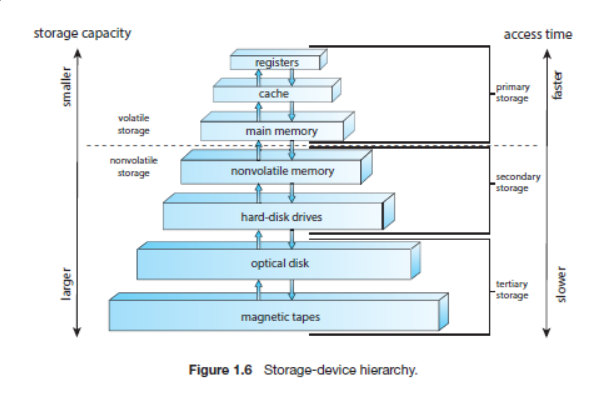 storage capacity
access time
smaller
larger
volatile
storage
nonvolatile
storage
registers
cache
main memory
nonvolatile memory
hard-disk drives
optical disk
magnetic tapes
primary
storage
secondary
storage
tertiary
storage
faster
slower
Figure 1.6 Storage-device hierarchy.